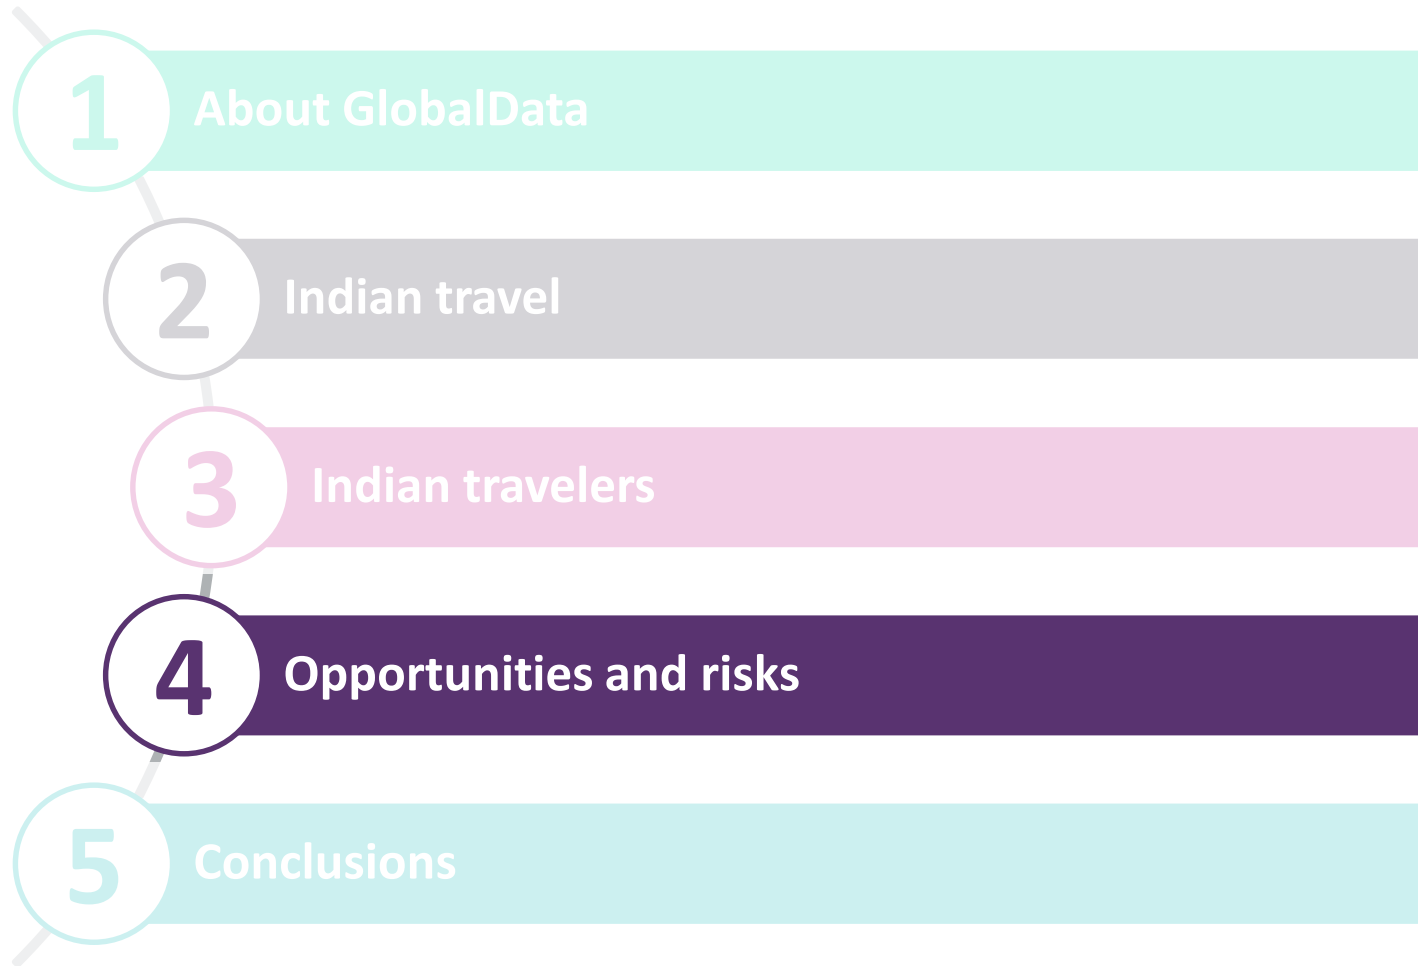 1
About GlobalData
2
Indian travel
3
Indian travelers
4
Opportunities and risks
5
Conclusions